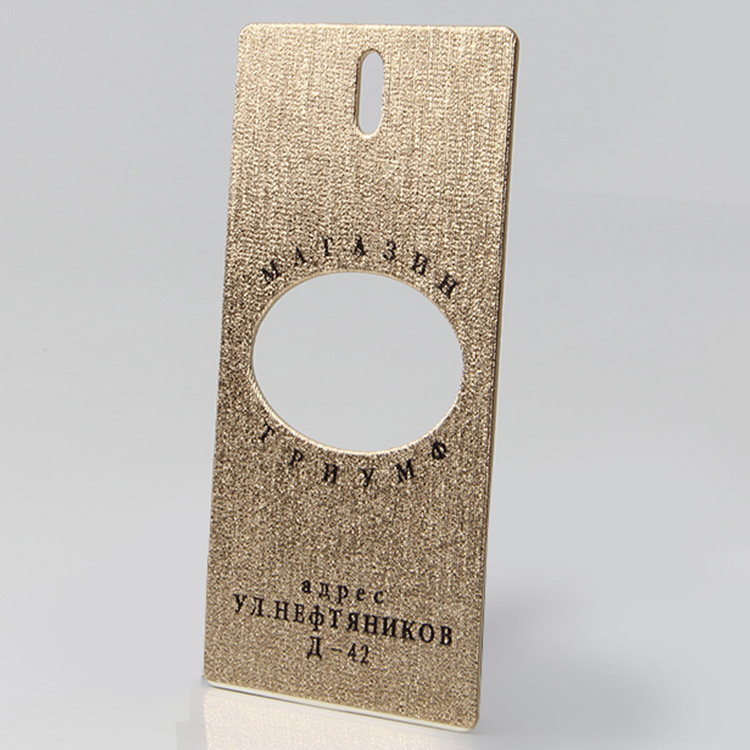 МАГАЗИН
ТРИУМФ
адрес
УЛ.НЕфТЯНИКОВ
Д-42